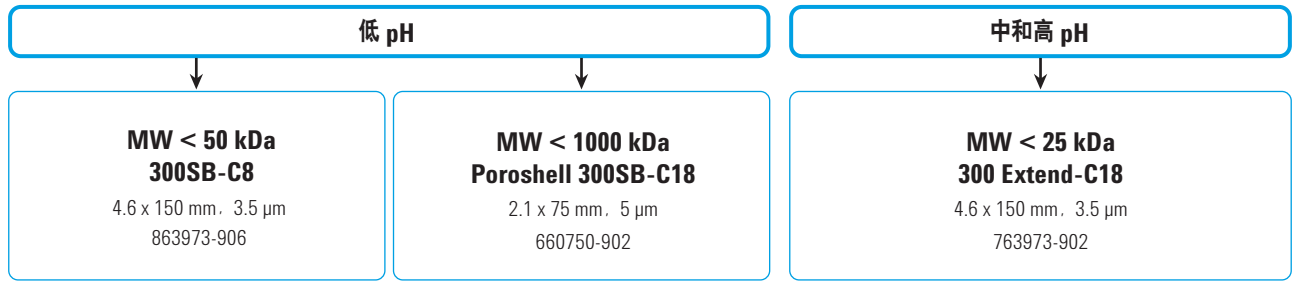 低 pH
中和高 pH
MW < 50 kDa
300SB-C8
4.6 x 150 mm，3.5 μm
863973-906
MW < 1000 kDa
Poroshell 300SB-C18
2.1 x 75 mm，5 μm
660750-902
MW < 25 kDa
300 Extend-C18
4.6 x 150 mm，3.5 μm
763973-902